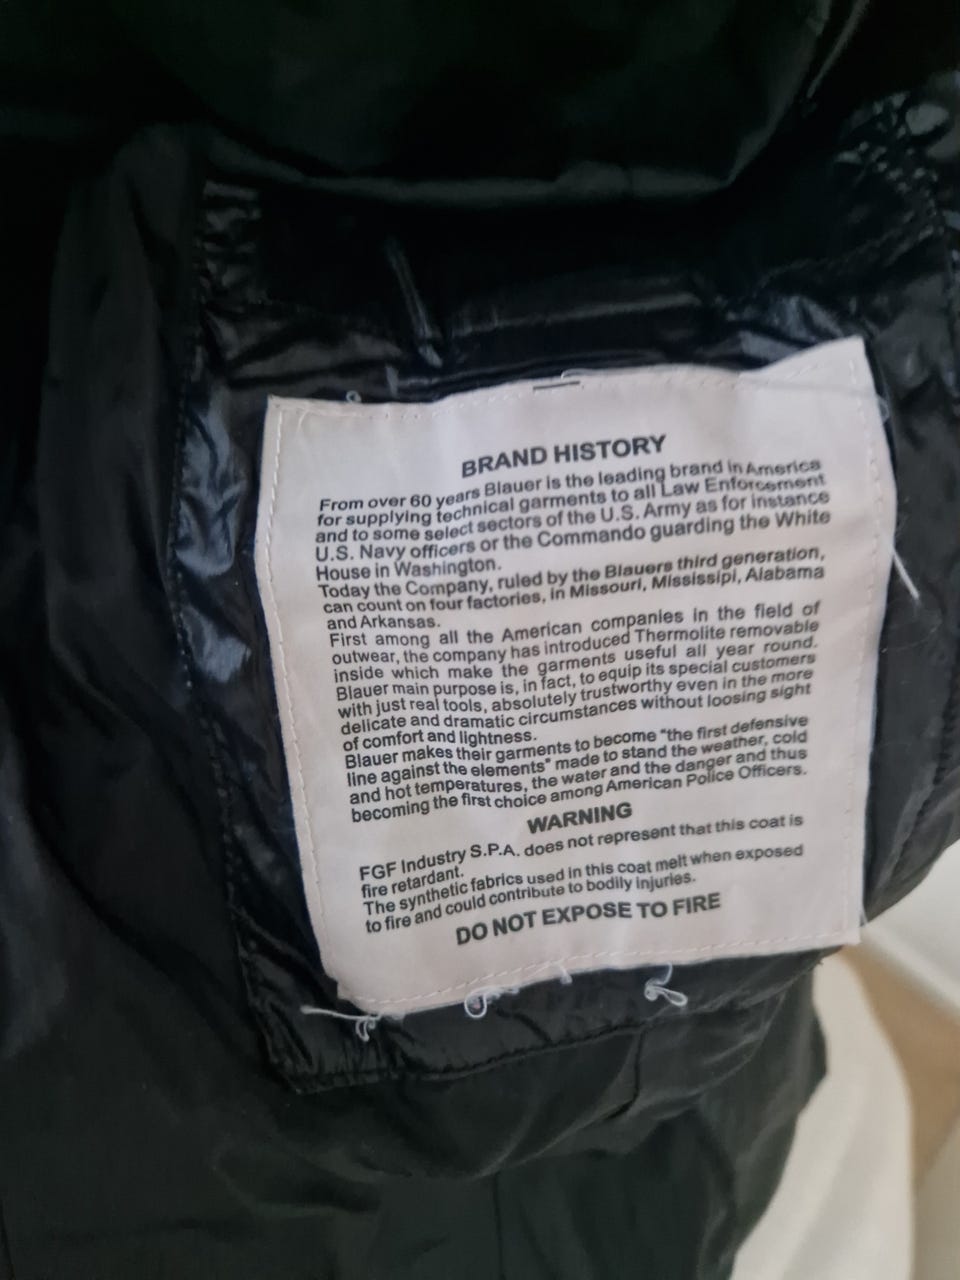 BRAND HISTORY
From over 60 years Blauer is the leading brand in America
for supplying technical garments to all Law Enforcement
and to some select sectors of the U.S. Army as for instance
U.S. Navy officers or the Commando guarding the White
House in Washington.
Today the Company, ruled by the Blauers third generation,
can count on four factories, in Missouri, Mississipi, Alabama
and Arkansas.
First among all the American companies in the field of
outwear, the company has introduced Thermolite removable
inside which make the garments useful all year round.
Blauer main purpose is, in fact, to equip its special customers
with just real tools, absolutely trustworthy even in the more
delicate and dramatic circumstances without loosing sight
of comfort and lightness.
Blauer makes their garments to become "the first defensive
line against the elements" made to stand the weather, cold
and hot temperatures, the water and the danger and thus
becoming the first choice among American Police Officers.
WARNING
FGF Industry S.P.A. does not represent that this coat is
fire retardant.
The synthetic fabrics used in this coat melt when exposed
to fire and could contribute to bodily injuries.
DO NOT EXPOSE TO FIRE